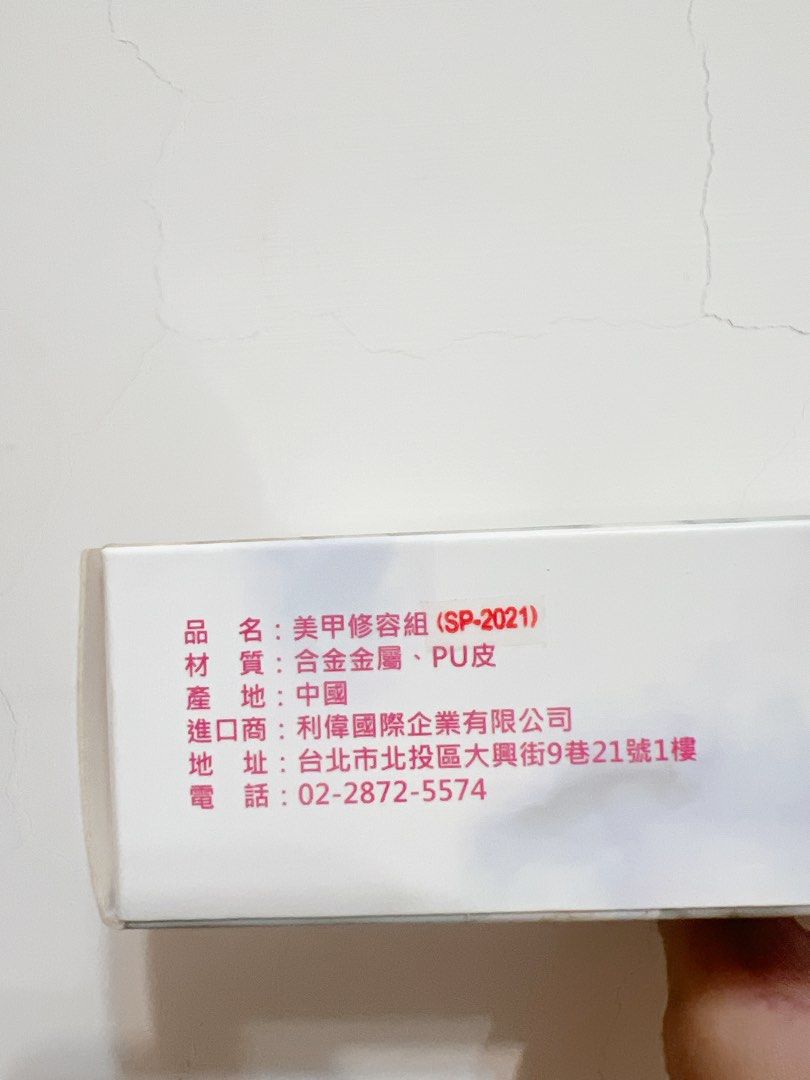 品　名：美甲修容組(SP-2021)
材　質：合金金屬、PU皮
產　地：中國
進口商：利偉國際企業有限公司
地　址：台北市北投區大興街9巷21號1樓
電　話：02-2872-5574